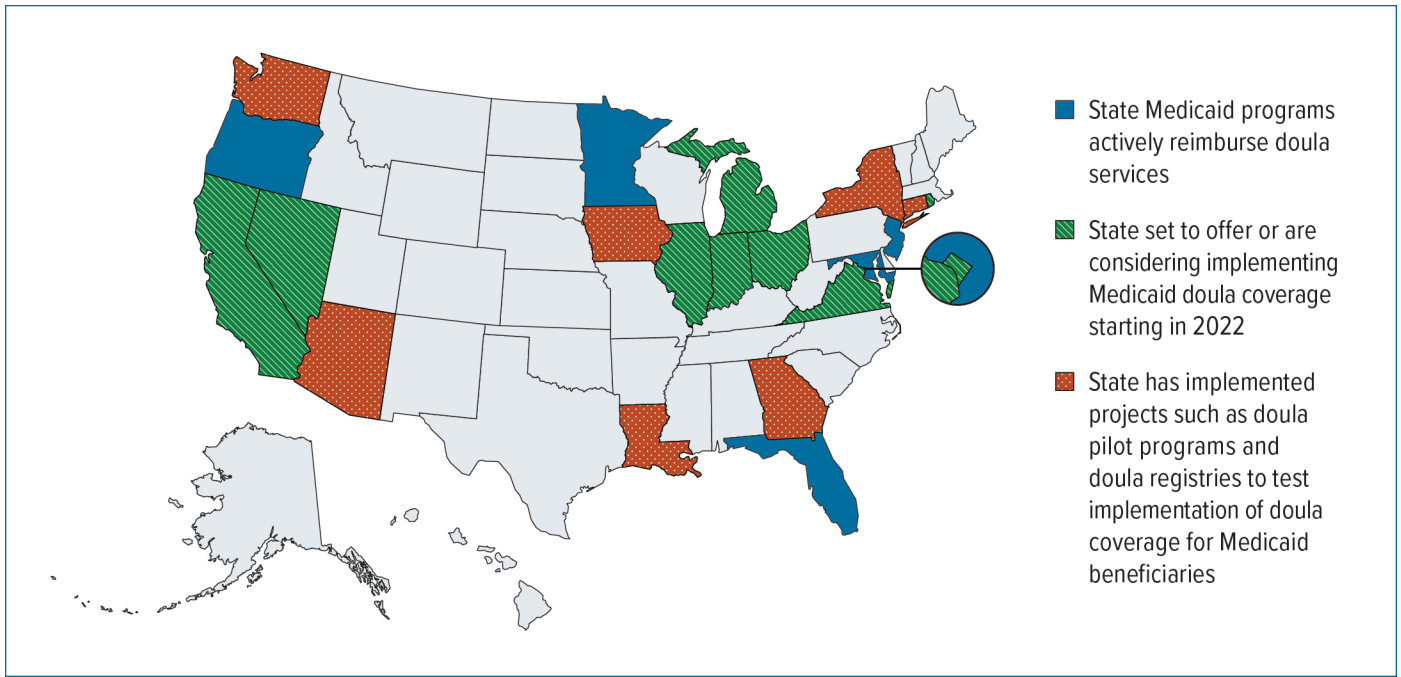 State Medicaid programs
actively reimburse doula
services
State set to offer or are
considering implementing
Medicaid doula coverage
starting in 2022
State has implemented
projects such as doula
pilot programs and
doula registries to test
implementation of doula
coverage for Medicaid
beneficiaries